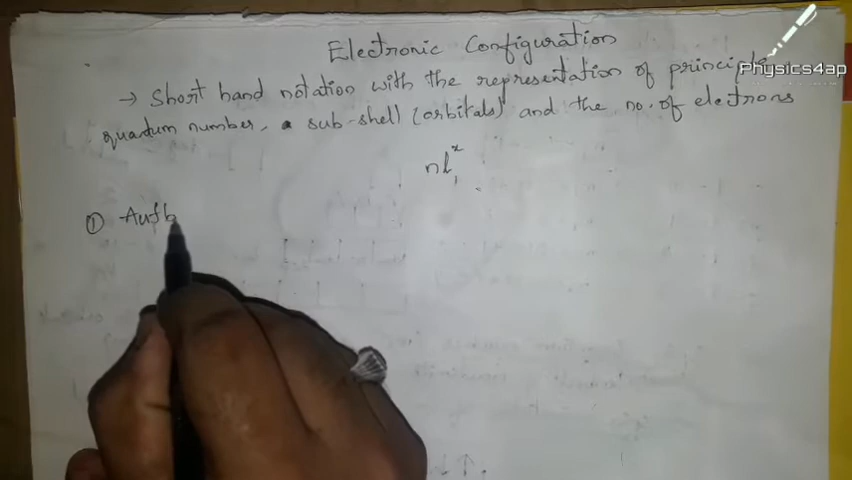 Electronic Configuration
Physics4ap
→ Short hand notation with the representation of principle
quantum number, sub-shell (orbitals) and the no. of electrons
nl^x
① Aufb
↓↑.